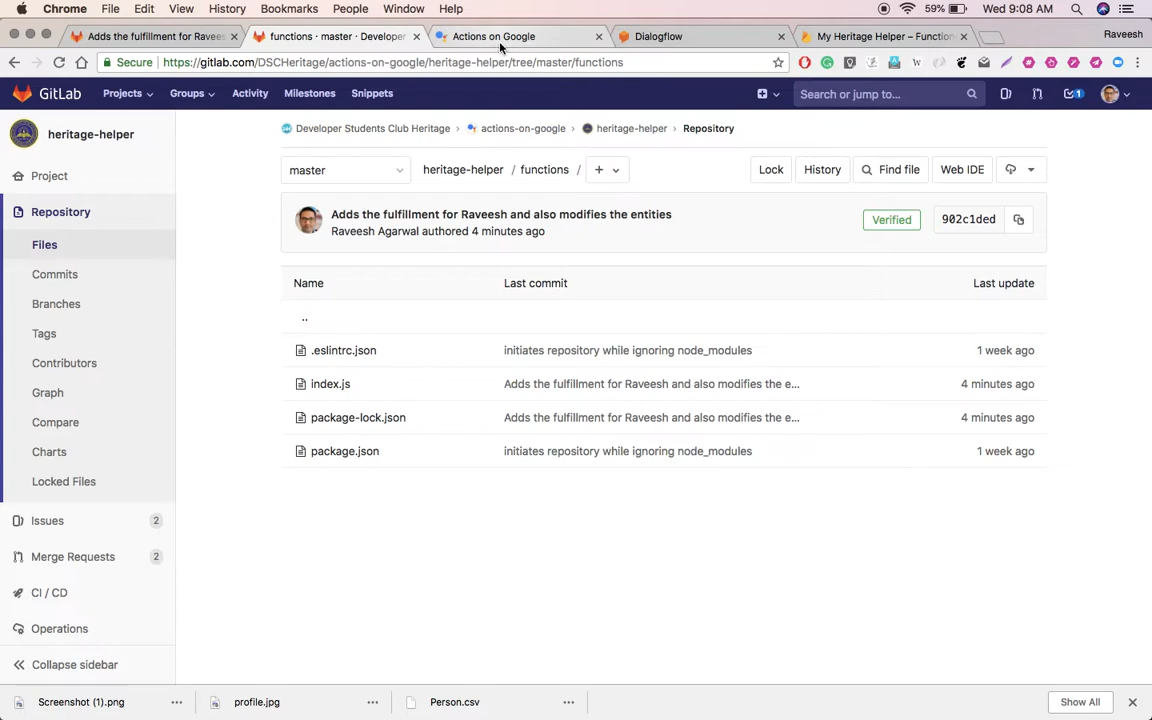 Chrome File Edit View History Bookmarks People Window Help 59% Wed 9:08 AM
Adds the fulfillment for Raveesh functions · master · Developer Actions on Google Dialogflow My Heritage Helper – Function Raveesh
Secure https://gitlab.com/DSCHeritage/actions-on-google/heritage-helper/tree/master/functions
GitLab Projects Groups Activity Milestones Snippets Search or jump to... 1
heritage-helper
Developer Students Club Heritage > actions-on-google > heritage-helper > Repository
master heritage-helper / functions / + Lock History Find file Web IDE
Project
Repository
Files
Commits
Branches
Tags
Contributors
Graph
Compare
Charts
Locked Files
Issues 2
Merge Requests 2
CI / CD
Operations
Collapse sidebar
Adds the fulfillment for Raveesh and also modifies the entities
Raveesh Agarwal authored 4 minutes ago
Verified 902c1ded
Name Last commit Last update
..
.eslintrc.json initiates repository while ignoring node_modules 1 week ago
index.js Adds the fulfillment for Raveesh and also modifies the e... 4 minutes ago
package-lock.json Adds the fulfillment for Raveesh and also modifies the e... 4 minutes ago
package.json initiates repository while ignoring node_modules 1 week ago
Screenshot (1).png profile.jpg Person.csv Show All